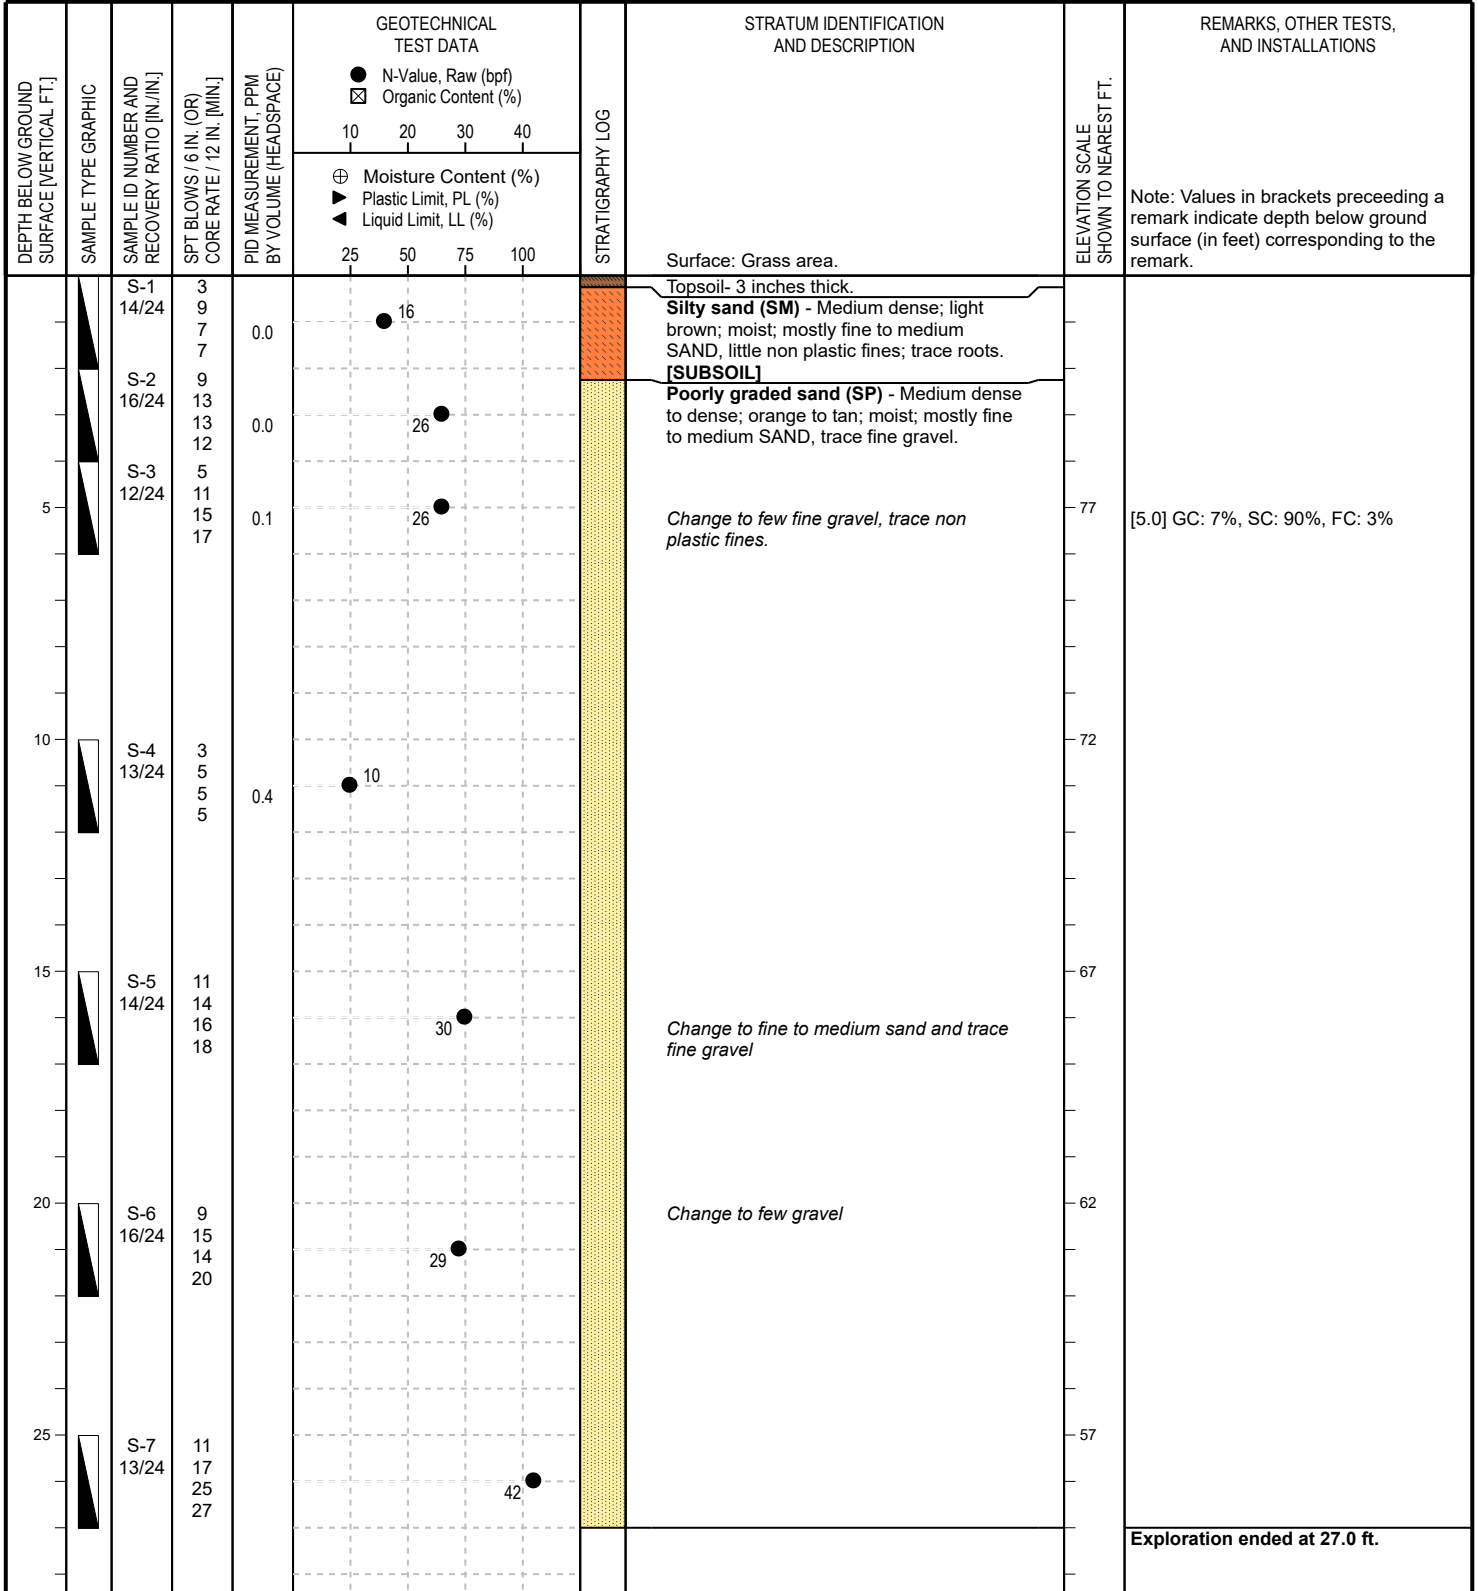 GEOTECHNICAL
TEST DATA
N-Value, Raw (bpf)
Organic Content (%)
10 20 30 40
Moisture Content (%)
Plastic Limit, PL (%)
Liquid Limit, LL (%)
25 50 75 100
DEPTH BELOW GROUND
SURFACE [VERTICAL FT.]
SAMPLE TYPE GRAPHIC
SAMPLE ID NUMBER AND
RECOVERY RATIO [IN./IN.]
SPT BLOWS / 6 IN. (OR)
CORE RATE / 12 IN. [MIN.]
PID MEASUREMENT, PPM
BY VOLUME (HEADSPACE)
STRATIGRAPHY LOG
STRATUM IDENTIFICATION
AND DESCRIPTION
Surface: Grass area.
ELEVATION SCALE
SHOWN TO NEAREST FT.
REMARKS, OTHER TESTS,
AND INSTALLATIONS
Note: Values in brackets preceeding a
remark indicate depth below ground
surface (in feet) corresponding to the
remark.
S-1
14/24
3
9
7
7
0.0
16
Topsoil- 3 inches thick.
Silty sand (SM) - Medium dense; light
brown; moist; mostly fine to medium
SAND, little non plastic fines; trace roots.
[SUBSOIL]
S-2
16/24
9
13
13
12
0.0
26
Poorly graded sand (SP) - Medium dense
to dense; orange to tan; moist; mostly fine
to medium SAND, trace fine gravel.
5
S-3
12/24
5
11
15
17
0.1
26
Change to few fine gravel, trace non
plastic fines.
77
[5.0] GC: 7%, SC: 90%, FC: 3%
10
S-4
13/24
3
5
5
5
0.4
10
72
15
S-5
14/24
11
14
16
18
30
Change to fine to medium sand and trace
fine gravel
67
20
S-6
16/24
9
15
14
20
29
Change to few gravel
62
25
S-7
13/24
11
17
25
27
42
57
Exploration ended at 27.0 ft.